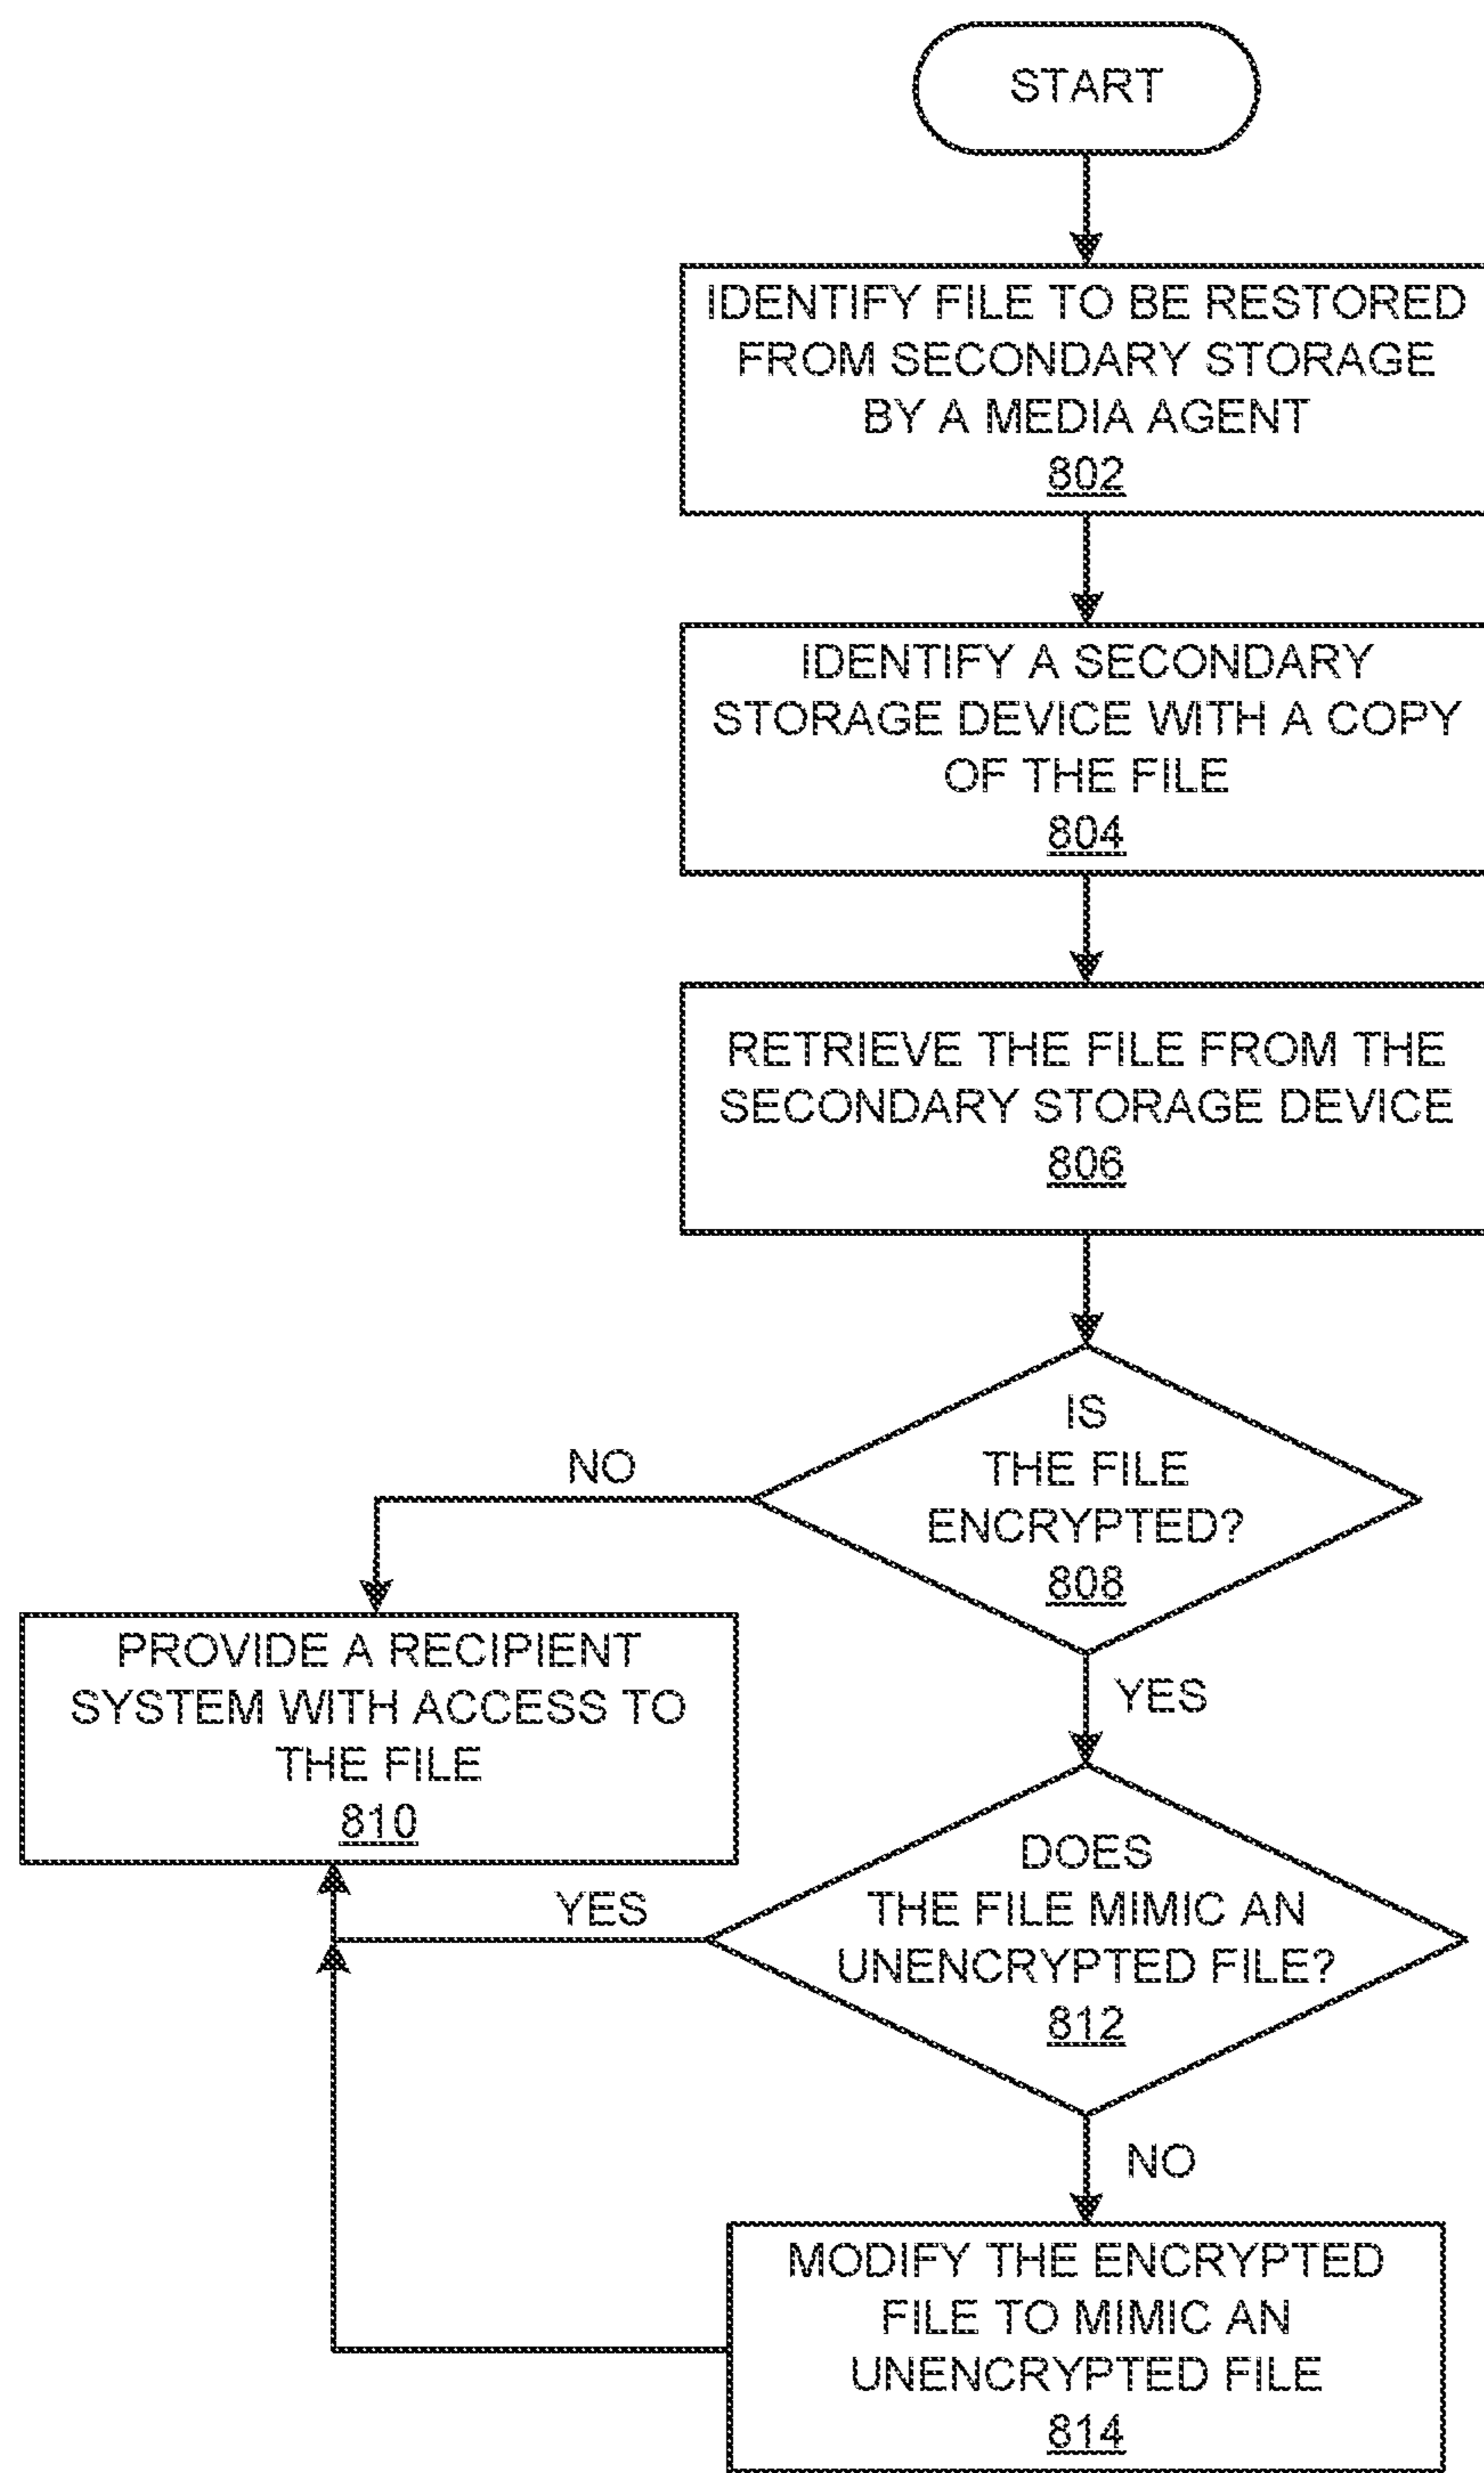 START
IDENTIFY FILE TO BE RESTORED
FROM SECONDARY STORAGE
BY A MEDIA AGENT
802
IDENTIFY A SECONDARY
STORAGE DEVICE WITH A COPY
OF THE FILE
804
RETRIEVE THE FILE FROM THE
SECONDARY STORAGE DEVICE
806
IS
THE FILE
ENCRYPTED?
808
NO
YES
PROVIDE A RECIPIENT
SYSTEM WITH ACCESS TO
THE FILE
810
DOES
THE FILE MIMIC AN
UNENCRYPTED FILE?
812
YES
NO
MODIFY THE ENCRYPTED
FILE TO MIMIC AN
UNENCRYPTED FILE
814